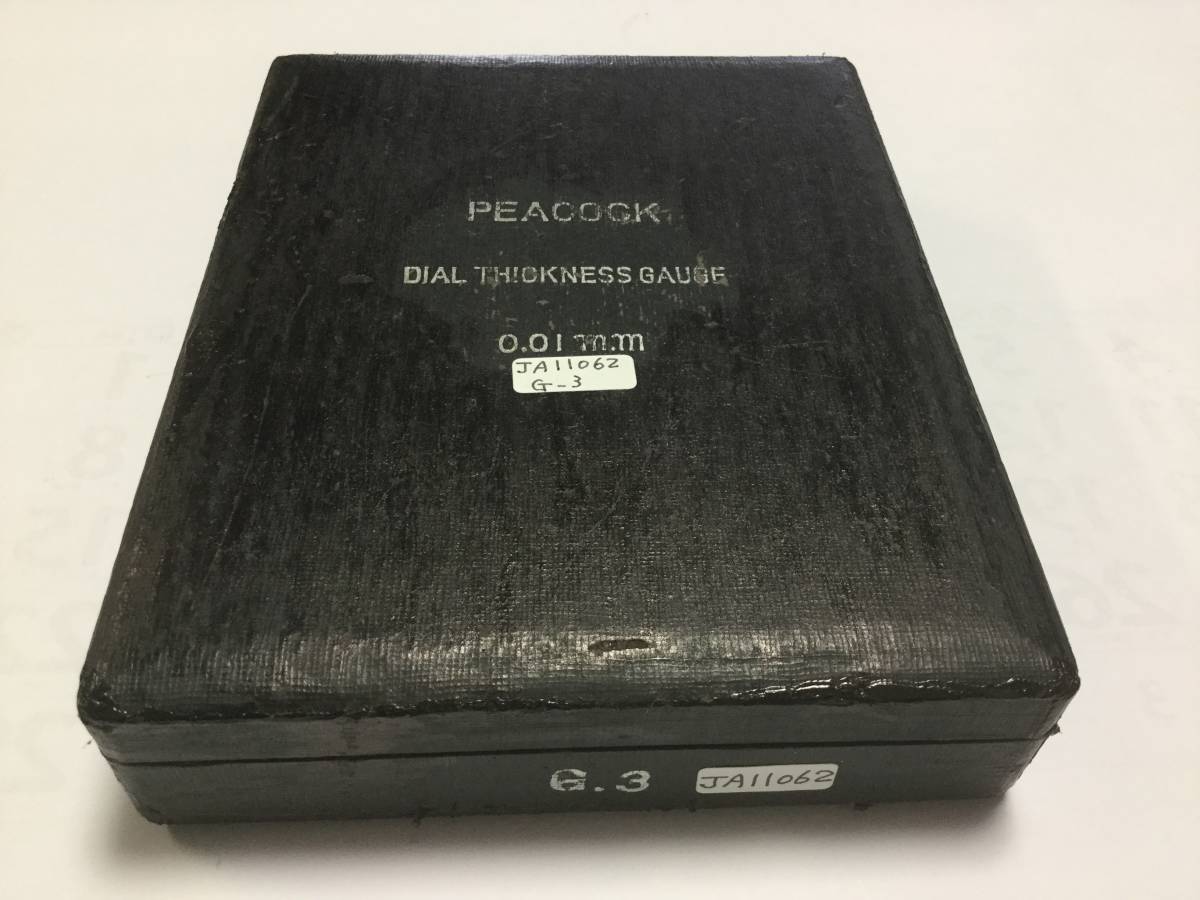 PEACOCK
DIAL THICKNESS GAUGE
0.01 mm
JA11062
G-3
G.3
JA11062